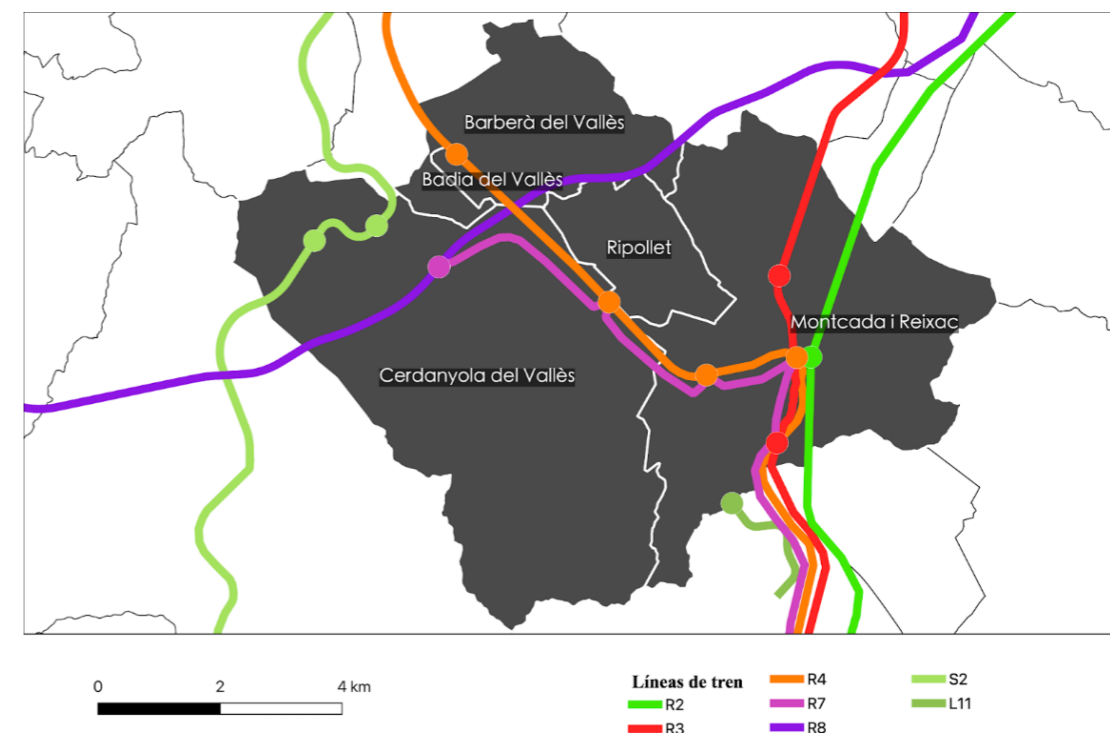 Barberà del Vallès
Badia del Vallès
Ripollet
Montcada i Reixac
Cerdanyola del Vallès
0 2 4 km
Líneas de tren
R2
R3
R4
R7
R8
S2
L11